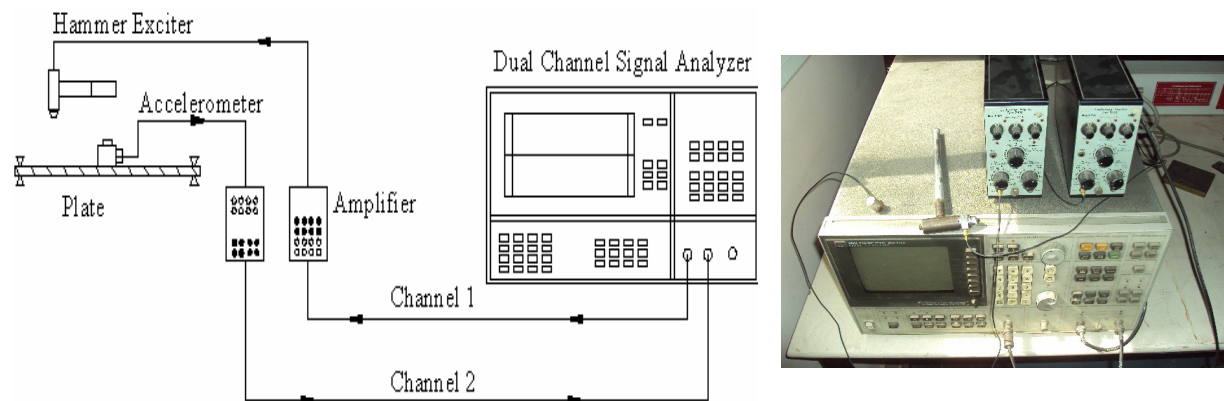 Hammer Exciter
Dual Channel Signal Analyzer
Accelerometer
Plate
Amplifier
Channel 1
Channel 2